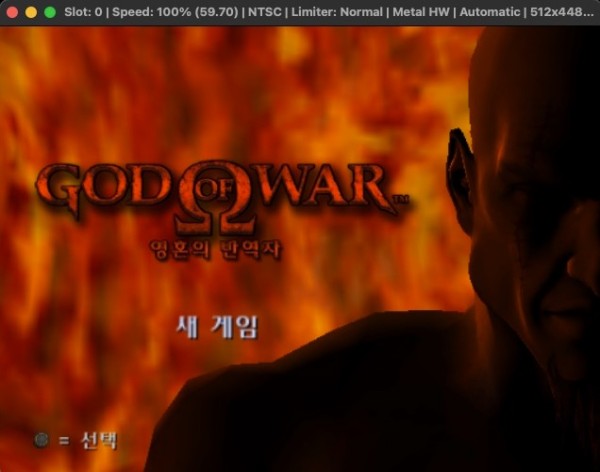 Slot: 0 | Speed: 100% (59.70) | NTSC | Limiter: Normal | Metal HW | Automatic | 512x448...
GOD OF WAR™
영혼의 반역자
새 게임
= 선택